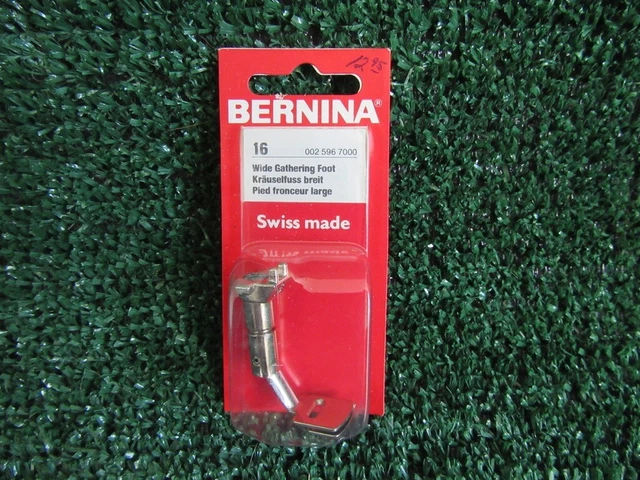 12.95
BERNINA®
16 002 596 7000
Wide Gathering Foot
Kräuselfuss breit
Pied fronceur large
Swiss made